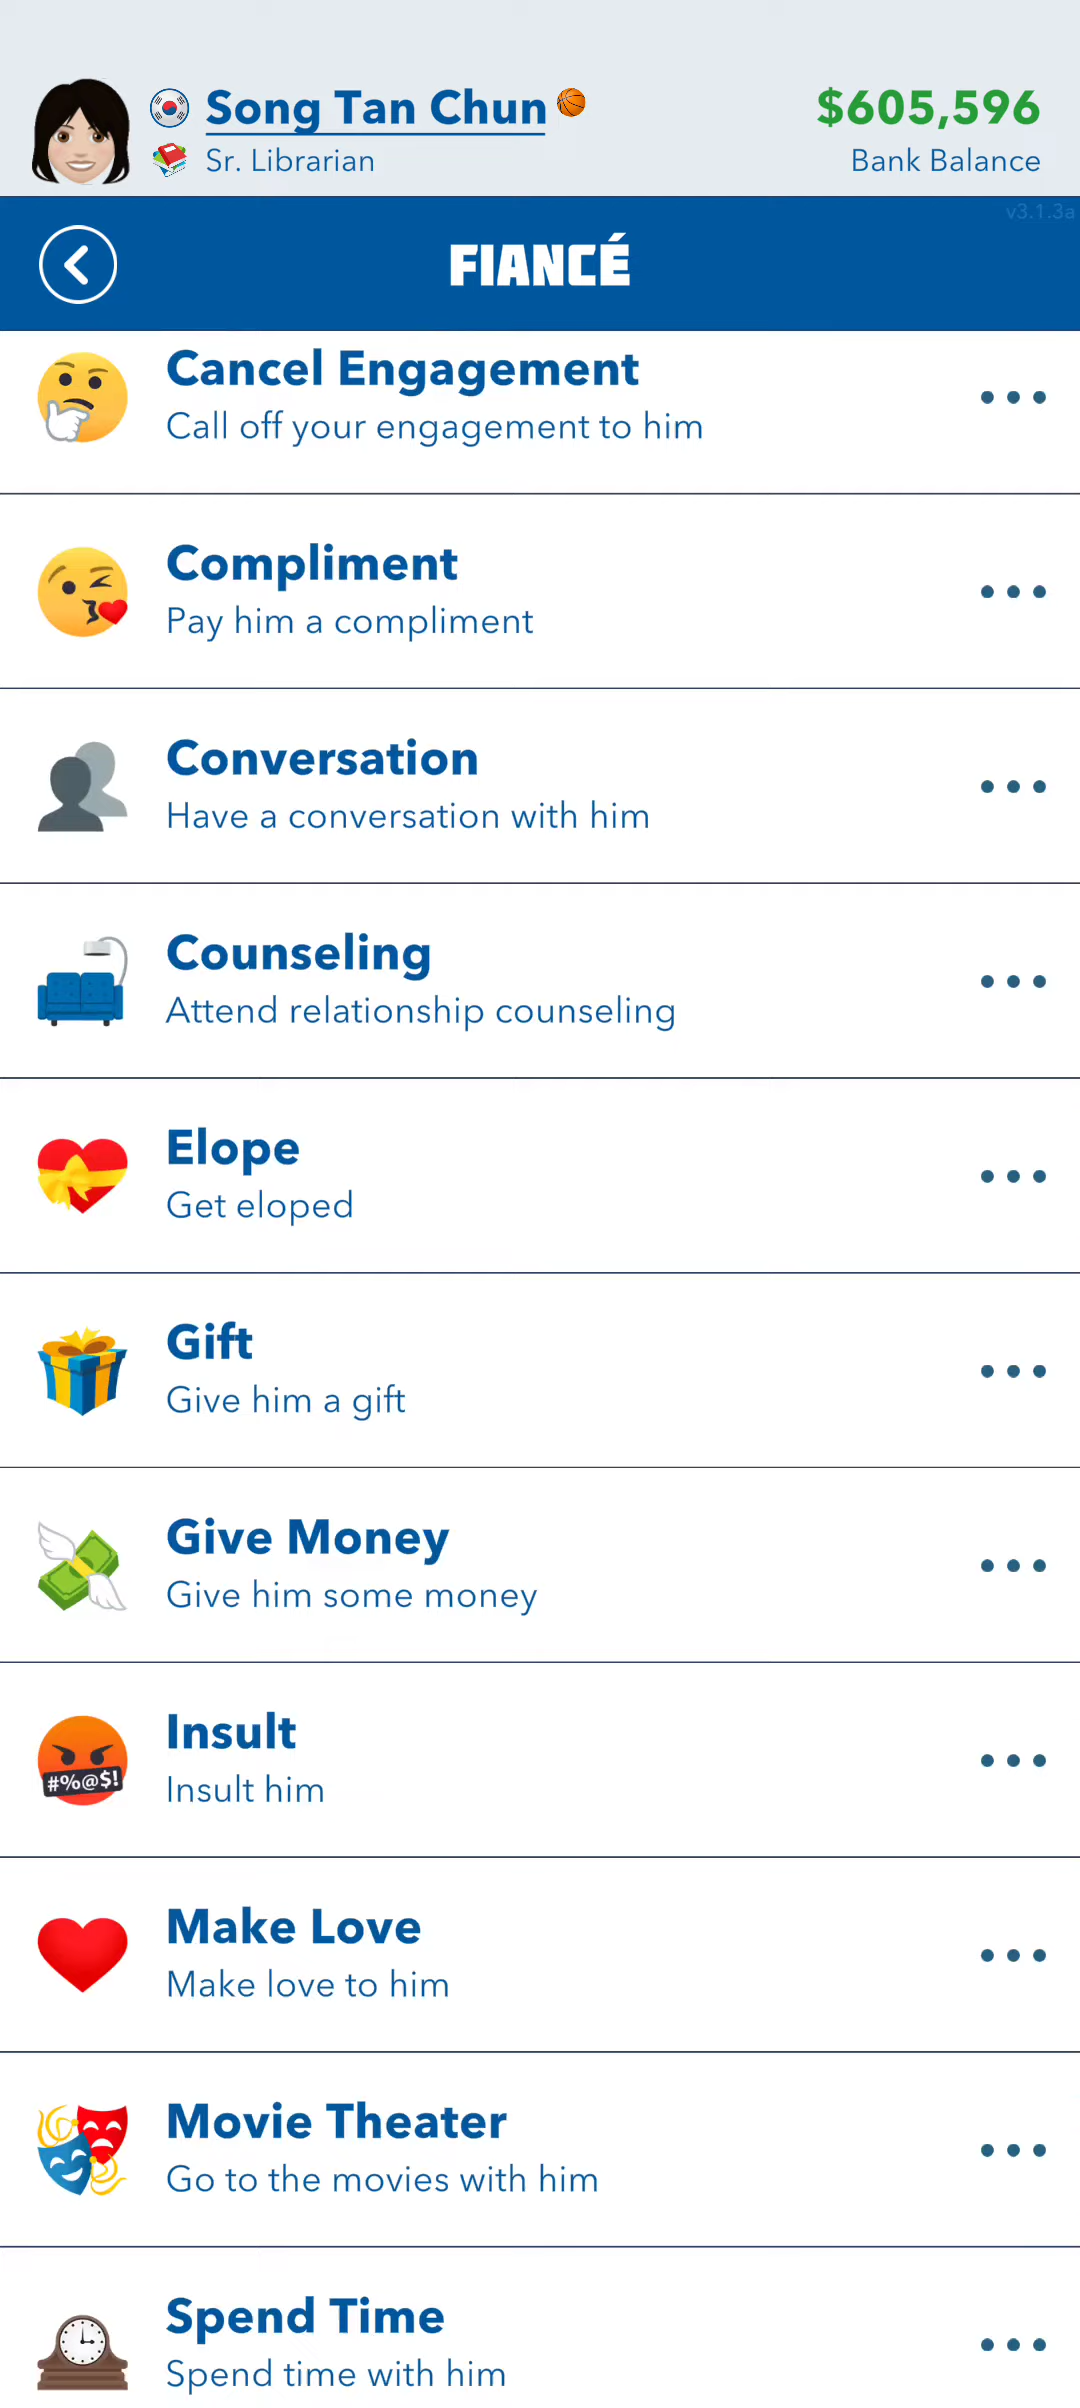 Song Tan Chun
$605,596
Sr. Librarian
Bank Balance
v3.1.3a
FIANCÉ
Cancel Engagement
Call off your engagement to him
Compliment
Pay him a compliment
Conversation
Have a conversation with him
Counseling
Attend relationship counseling
Elope
Get eloped
Gift
Give him a gift
Give Money
Give him some money
#%@$!
Insult
Insult him
Make Love
Make love to him
Movie Theater
Go to the movies with him
Spend Time
Spend time with him